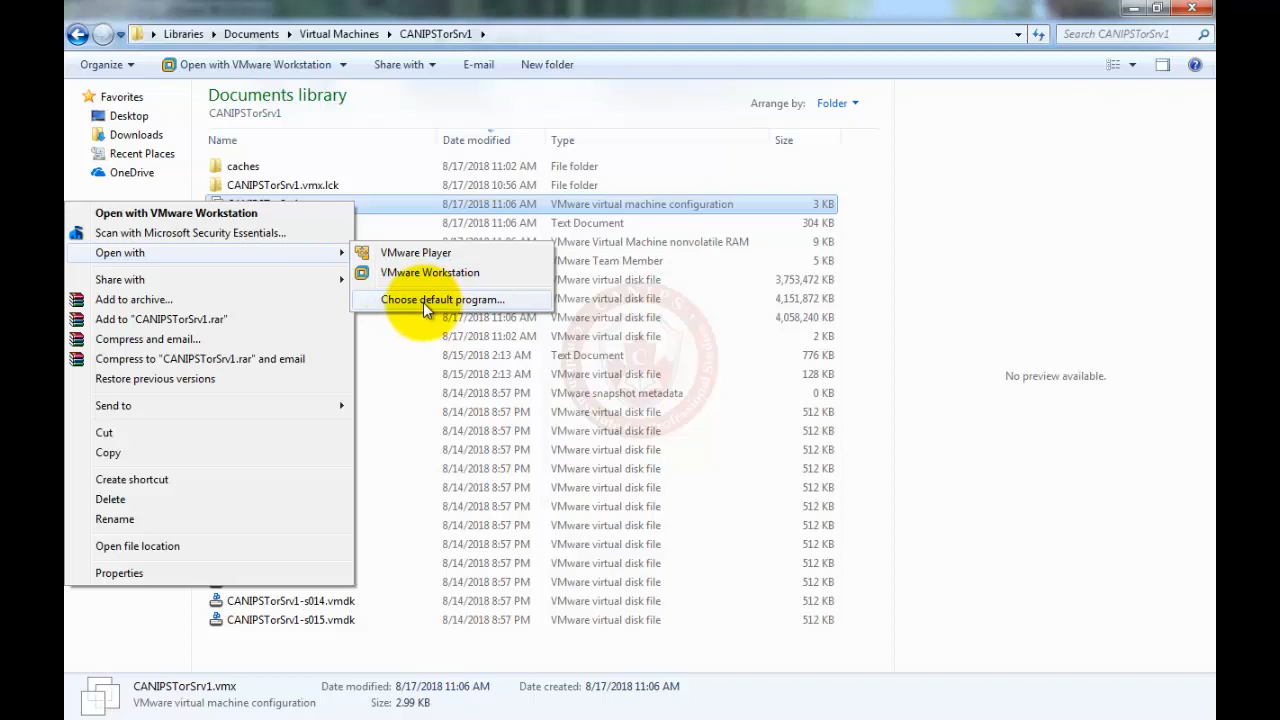 Libraries Documents Virtual Machines CANIPSTorSrv1 Search CANIPSTorSrv1
Organize Open with VMware Workstation Share with E-mail New folder
Favorites
Desktop
Downloads
Recent Places
OneDrive
Documents library
CANIPSTorSrv1
Arrange by: Folder
Name Date modified Type Size
caches 8/17/2018 11:02 AM File folder
CANIPSTorSrv1.vmx.lck 8/17/2018 10:56 AM File folder
8/17/2018 11:06 AM VMware virtual machine configuration 3 KB
8/17/2018 11:06 AM Text Document 304 KB
VMware Virtual Machine nonvolatile RAM 9 KB
VMware Team Member 5 KB
VMware virtual disk file 3,753,472 KB
VMware virtual disk file 4,151,872 KB
8/17/2018 11:06 AM VMware virtual disk file 4,058,240 KB
8/17/2018 11:02 AM VMware virtual disk file 2 KB
8/15/2018 2:13 AM Text Document 776 KB
8/15/2018 2:13 AM VMware virtual disk file 128 KB
8/14/2018 8:57 PM VMware snapshot metadata 0 KB
8/14/2018 8:57 PM VMware virtual disk file 512 KB
8/14/2018 8:57 PM VMware virtual disk file 512 KB
8/14/2018 8:57 PM VMware virtual disk file 512 KB
8/14/2018 8:57 PM VMware virtual disk file 512 KB
8/14/2018 8:57 PM VMware virtual disk file 512 KB
8/14/2018 8:57 PM VMware virtual disk file 512 KB
8/14/2018 8:57 PM VMware virtual disk file 512 KB
8/14/2018 8:57 PM VMware virtual disk file 512 KB
8/14/2018 8:57 PM VMware virtual disk file 512 KB
8/14/2018 8:57 PM VMware virtual disk file 512 KB
CANIPSTorSrv1-s014.vmdk 8/14/2018 8:57 PM VMware virtual disk file 512 KB
CANIPSTorSrv1-s015.vmdk 8/14/2018 8:57 PM VMware virtual disk file 512 KB
Open with VMware Workstation
Scan with Microsoft Security Essentials...
Open with
Share with
Add to archive...
Add to "CANIPSTorSrv1.rar"
Compress and email...
Compress to "CANIPSTorSrv1.rar" and email
Restore previous versions
Send to
Cut
Copy
Create shortcut
Delete
Rename
Open file location
Properties
VMware Player
VMware Workstation
Choose default program...
No preview available.
CANIPSTorSrv1.vmx Date modified: 8/17/2018 11:06 AM Date created: 8/17/2018 11:06 AM
VMware virtual machine configuration Size: 2.99 KB